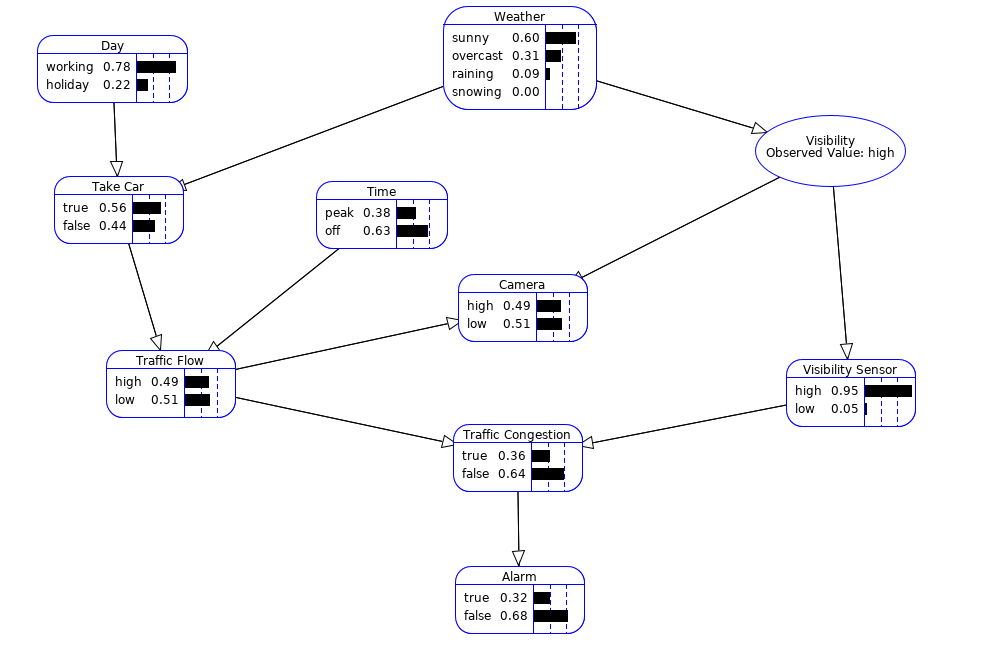 Weather
sunny 0.60
overcast 0.31
raining 0.09
snowing 0.00
Day
working 0.78
holiday 0.22
Visibility
Observed Value: high
Take Car
true 0.56
false 0.44
Time
peak 0.38
off 0.63
Camera
high 0.49
low 0.51
Traffic Flow
high 0.49
low 0.51
Visibility Sensor
high 0.95
low 0.05
Traffic Congestion
true 0.36
false 0.64
Alarm
true 0.32
false 0.68